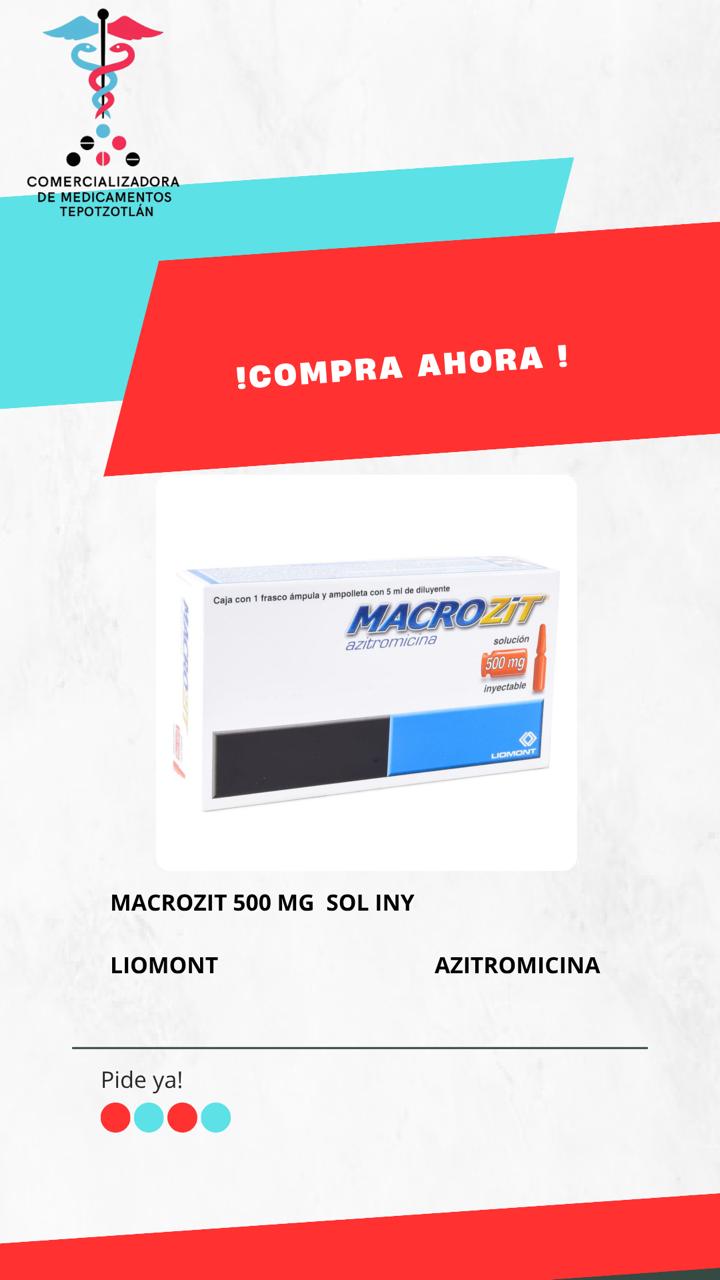 COMERCIALIZADORA
DE MEDICAMENTOS
TEPOTZOTLÁN
!COMPRA AHORA !
Caja con 1 frasco ámpula y ampolleta con 5 ml de diluyente
MACROZiT
azitromicina
solución
500 mg
inyectable
LIOMONT
MACROZIT
MACROZIT 500 MG SOL INY
LIOMONT AZITROMICINA
Pide ya!